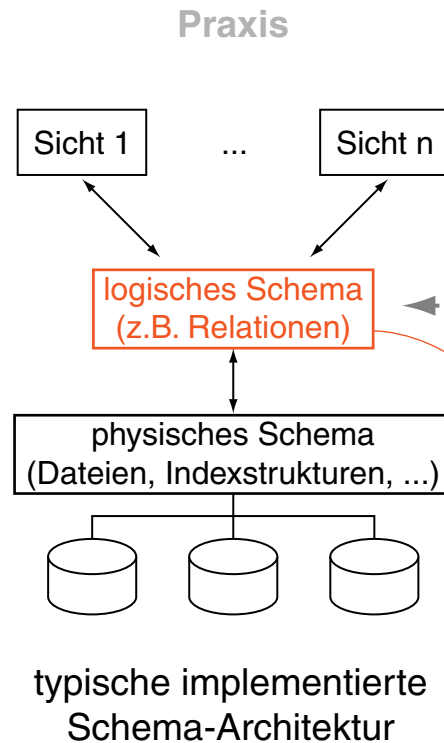 Praxis
Sicht 1 ... Sicht n
logisches Schema
(z.B. Relationen)
physisches Schema
(Dateien, Indexstrukturen, ...)
typische implementierte
Schema-Architektur